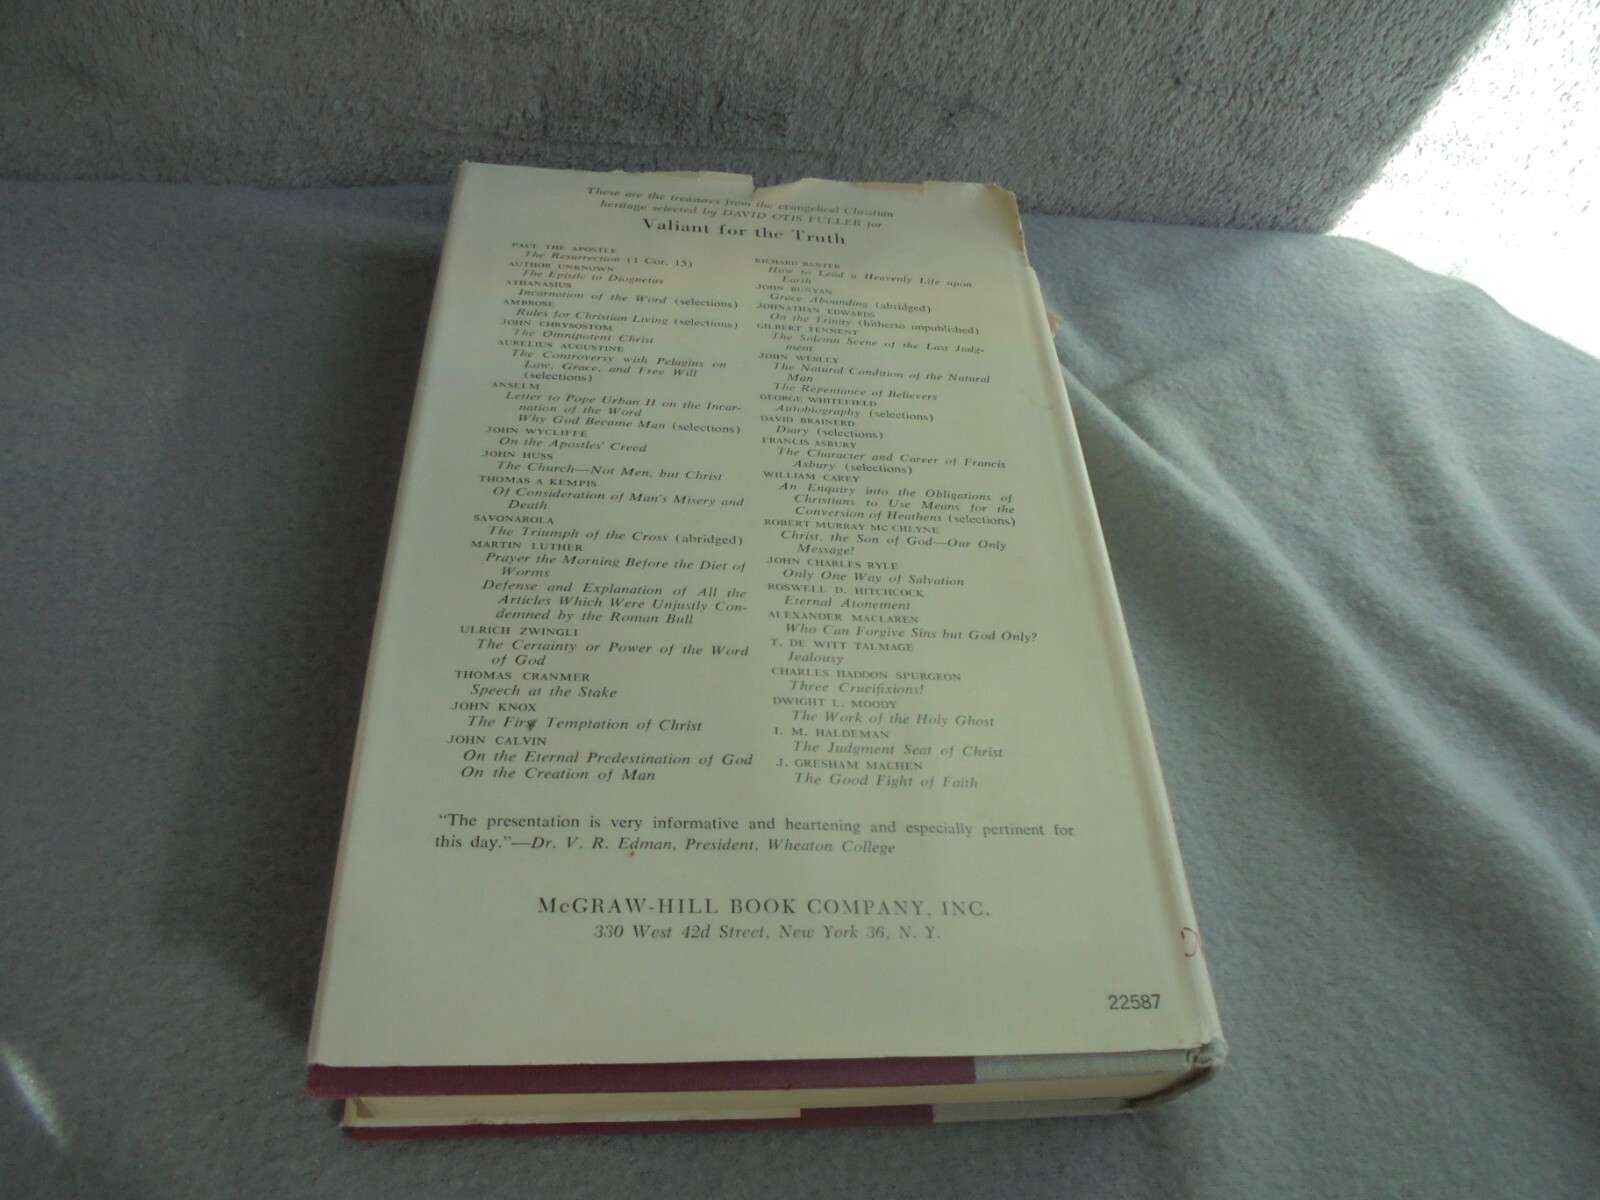 These are the treasures from the evangelical Christian
heritage selected by DAVID OTIS FULLER for
Valiant for the Truth
PAUL THE APOSTLE
The Resurrection (1 Cor. 15)
AUTHOR UNKNOWN
The Epistle to Diognetus
ATHANASIUS
Incarnation of the Word (selections)
AMBROSE
Rules for Christian Living (selections)
JOHN CHRYSOSTOM
The Omnipotent Christ
AURELIUS AUGUSTINE
The Controversy with Pelagius on
Law, Grace, and Free Will
(selections)
ANSELM
Letter to Pope Urban II on the Incar-
nation of the Word
Why God Became Man (selections)
JOHN WYCLIFFE
On the Apostles' Creed
JOHN HUSS
The Church—Not Men, but Christ
THOMAS A KEMPIS
Of Consideration of Man's Misery and
Death
SAVONAROLA
The Triumph of the Cross (abridged)
MARTIN LUTHER
Prayer the Morning Before the Diet of
Worms
Defense and Explanation of All the
Articles Which Were Unjustly Con-
demned by the Roman Bull
ULRICH ZWINGLI
The Certainty or Power of the Word
of God
THOMAS CRANMER
Speech at the Stake
JOHN KNOX
The First Temptation of Christ
JOHN CALVIN
On the Eternal Predestination of God
On the Creation of Man
RICHARD BAXTER
How to Lead a Heavenly Life upon
Earth
JOHN BUNYAN
Grace Abounding (abridged)
JOHNATHAN EDWARDS
On the Trinity (hitherto unpublished)
GILBERT TENNENT
The Solemn Scene of the Last Judg-
ment
JOHN WESLEY
The Natural Condition of the Natural
Man
The Repentance of Believers
GEORGE WHITEFIELD
Autobiography (selections)
DAVID BRAINERD
Diary (selections)
FRANCIS ASBURY
The Character and Career of Francis
Asbury (selections)
WILLIAM CAREY
An Enquiry into the Obligations of
Christians to Use Means for the
Conversion of Heathens (selections)
ROBERT MURRAY McCHEYNE
Christ, the Son of God—Our Only
Message!
JOHN CHARLES RYLE
Only One Way of Salvation
ROSWELL D. HITCHCOCK
Eternal Atonement
ALEXANDER MACLAREN
Who Can Forgive Sins but God Only?
T. DE WITT TALMAGE
Jealousy
CHARLES HADDON SPURGEON
Three Crucifixions!
DWIGHT L. MOODY
The Work of the Holy Ghost
I. M. HALDEMAN
The Judgment Seat of Christ
J. GRESHAM MACHEN
The Good Fight of Faith
"The presentation is very informative and heartening and especially pertinent for
this day."—Dr. V. R. Edman, President, Wheaton College
McGRAW-HILL BOOK COMPANY, INC.
330 West 42d Street, New York 36, N. Y.
22587